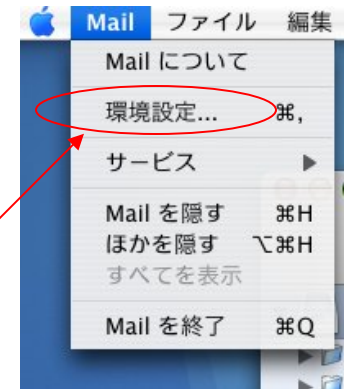 Mail ファイル 編集
Mail について
環境設定... ⌘,
サービス ▶
Mail を隠す ⌘H
ほかを隠す ⌥⌘H
すべてを表示
Mail を終了 ⌘Q